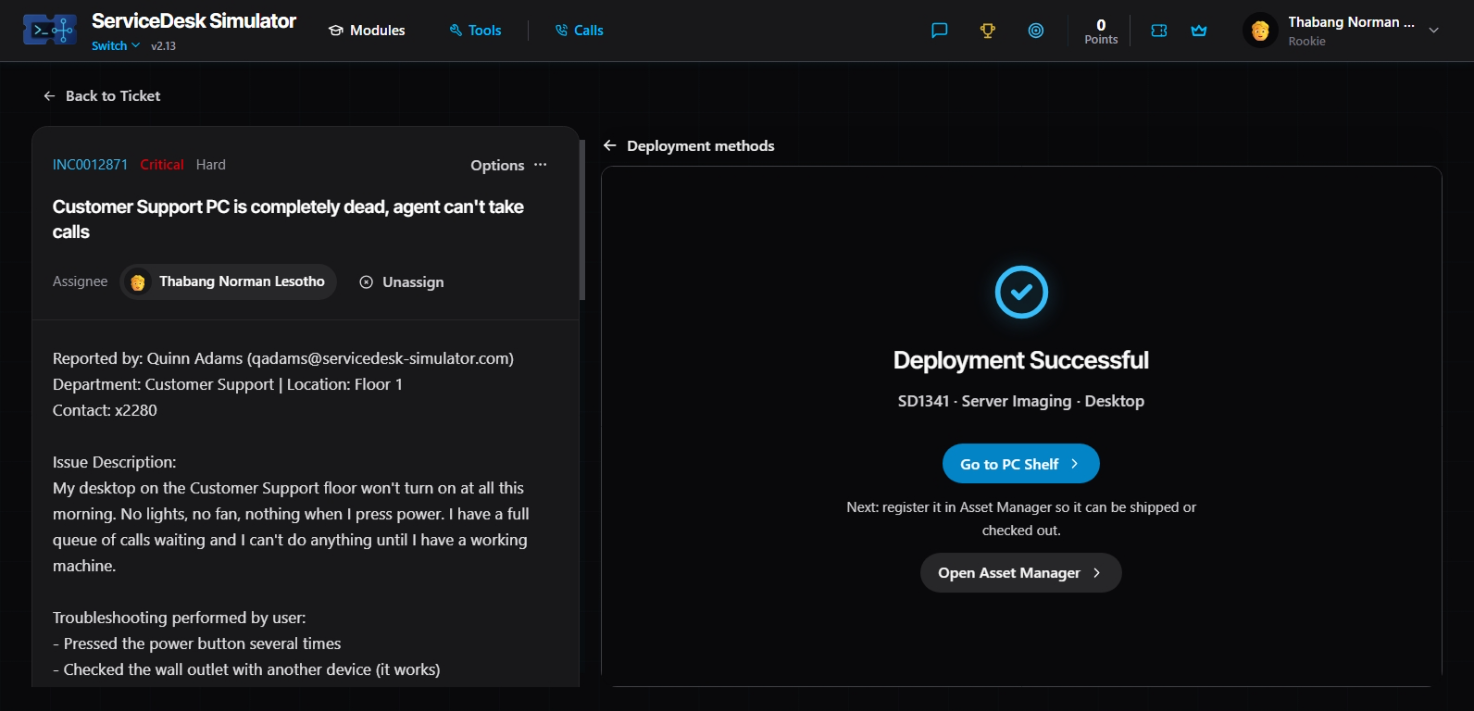 ServiceDesk Simulator
Switch v2.13
Modules
Tools
Calls
0
Points
Thabang Norman ...
Rookie
Back to Ticket
INC0012871 Critical Hard
Options ...
Customer Support PC is completely dead, agent can't take
calls
Assignee Thabang Norman Lesotho Unassign
Reported by: Quinn Adams (qadams@servicedesk-simulator.com)
Department: Customer Support | Location: Floor 1
Contact: x2280
Issue Description:
My desktop on the Customer Support floor won't turn on at all this
morning. No lights, no fan, nothing when I press power. I have a full
queue of calls waiting and I can't do anything until I have a working
machine.
Troubleshooting performed by user:
- Pressed the power button several times
- Checked the wall outlet with another device (it works)
Deployment methods
Deployment Successful
SD1341 · Server Imaging · Desktop
Go to PC Shelf
Next: register it in Asset Manager so it can be shipped or
checked out.
Open Asset Manager